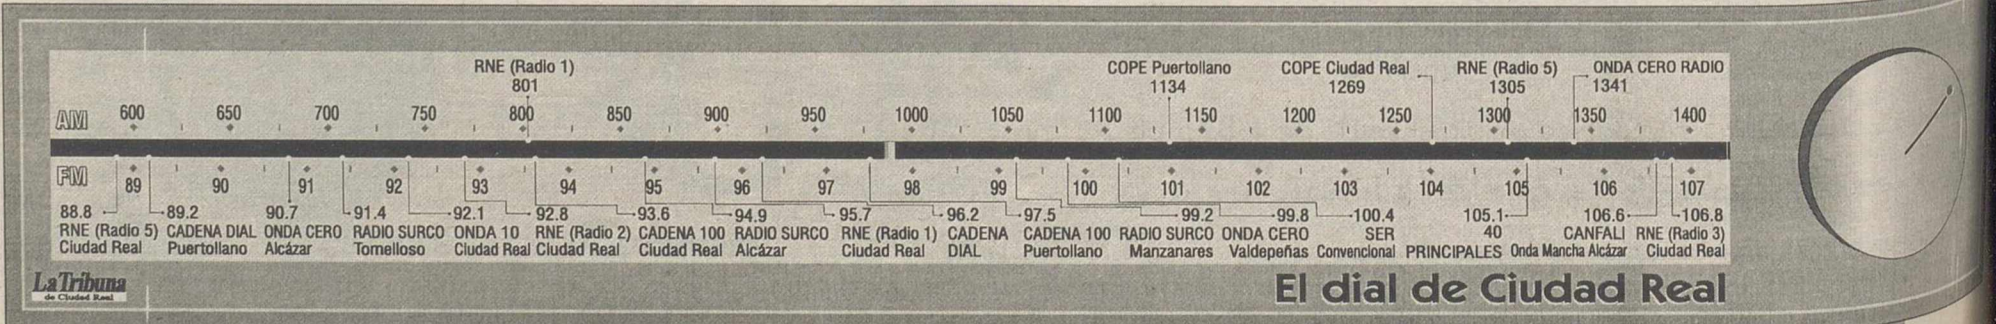 RNE (Radio 1) COPE Puertollano COPE Ciudad Real RNE (Radio 5) ONDA CERO RADIO
801 1134 1269 1305 1341
AM 600 650 700 750 800 850 900 950 1000 1050 1100 1150 1200 1250 1300 1350 1400
FM 89 90 91 92 93 94 95 96 97 98 99 100 101 102 103 104 105 106 107
88.8 89.2 90.7 91.4 92.1 92.8 93.6 94.9 95.7 96.2 97.5 99.2 99.8 100.4 105.1 106.6 106.8
RNE (Radio 5) CADENA DIAL ONDA CERO RADIO SURCO ONDA 10 RNE (Radio 2) CADENA 100 RADIO SURCO RNE (Radio 1) CADENA CADENA 100 RADIO SURCO ONDA CERO SER 40 CANFALI RNE (Radio 3)
Ciudad Real Puertollano Alcázar Tomelloso Ciudad Real Ciudad Real Ciudad Real Alcázar Ciudad Real DIAL Puertollano Manzanares Valdepeñas Convencional PRINCIPALES Onda Mancha Alcázar Ciudad Real
La Tribuna
de Ciudad Real
El dial de Ciudad Real